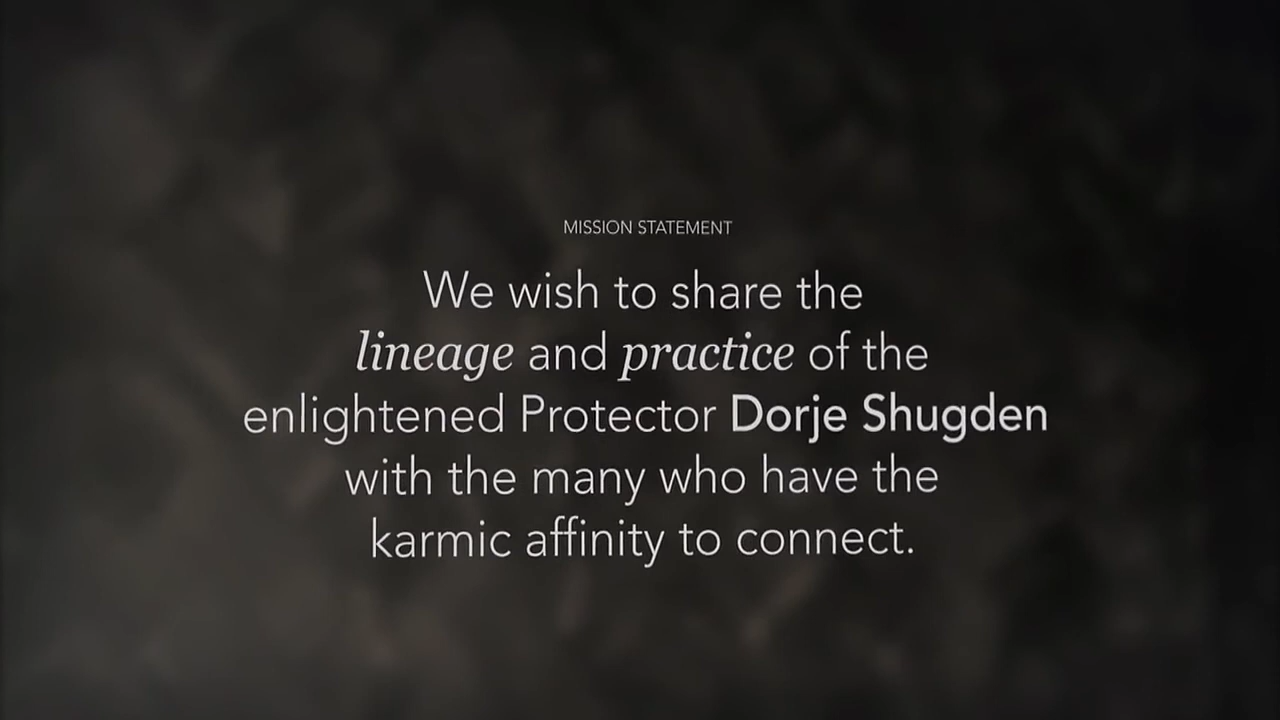 MISSION STATEMENT
We wish to share the
lineage and practice of the
enlightened Protector Dorje Shugden
with the many who have the
karmic affinity to connect.